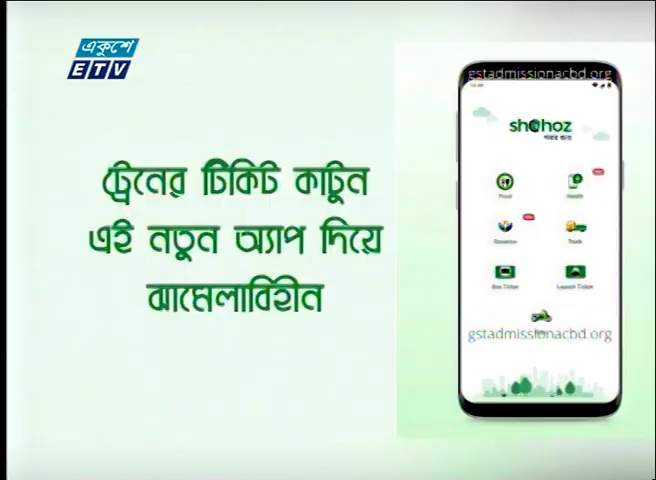 একুশে
ETV
ট্রেনের টিকিট কাটুন
এই নতুন অ্যাপ দিয়ে
ঝামেলাবিহীন
gstadmissionacbd.org
shohoz
Food
Health
Donation
Truck
Bus Ticket
Launch Ticket
gstadmissionacbd.org